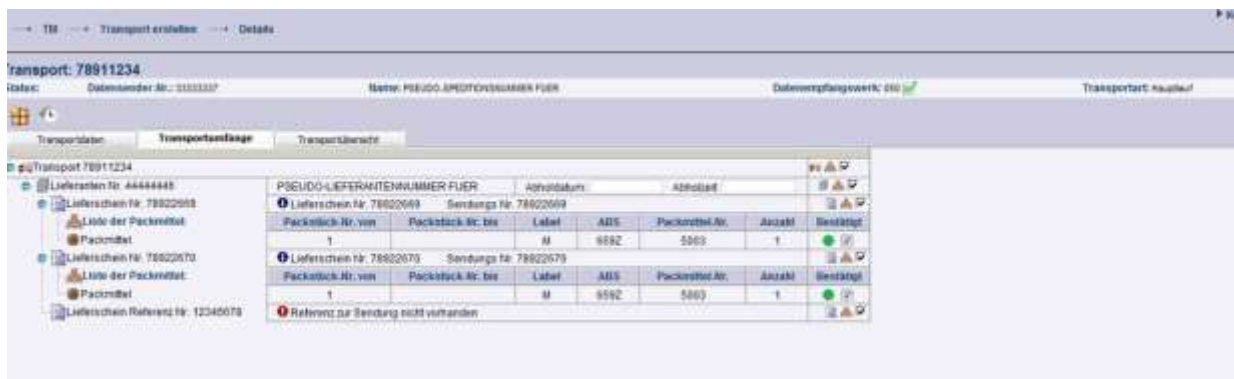 TM Transport erstellen Details
Transport: 78911234
Status: Datensender-Nr.: Name: PSEUDO-SPEDITIONSNUMMER FUER Datenempfangswerk: Transportart: Hauptlauf
Transportdaten Transportumfänge Transportübersicht
Transport 78911234
Lieferanten Nr. PSEUDO-LIEFERANTENNUMMER FUER Abholdatum: Abholzeit
Lieferschein Nr. 78922669 Lieferschein Nr. 78922669 Sendungs Nr. 78922669
Liste der Packmittel: Packstück-Nr. von Packstück-Nr. bis Label ABS Packmittel-Nr. Anzahl Bestätigt
Packmittel 1 M 659Z 5003 1
Lieferschein Nr. 78922670 Lieferschein Nr. 78922670 Sendungs Nr. 78922670
Liste der Packmittel: Packstück-Nr. von Packstück-Nr. bis Label ABS Packmittel-Nr. Anzahl Bestätigt
Packmittel 1 M 659Z 5003 1
Lieferschein Referenz Nr. 12345678 Referenz zur Sendung nicht vorhanden